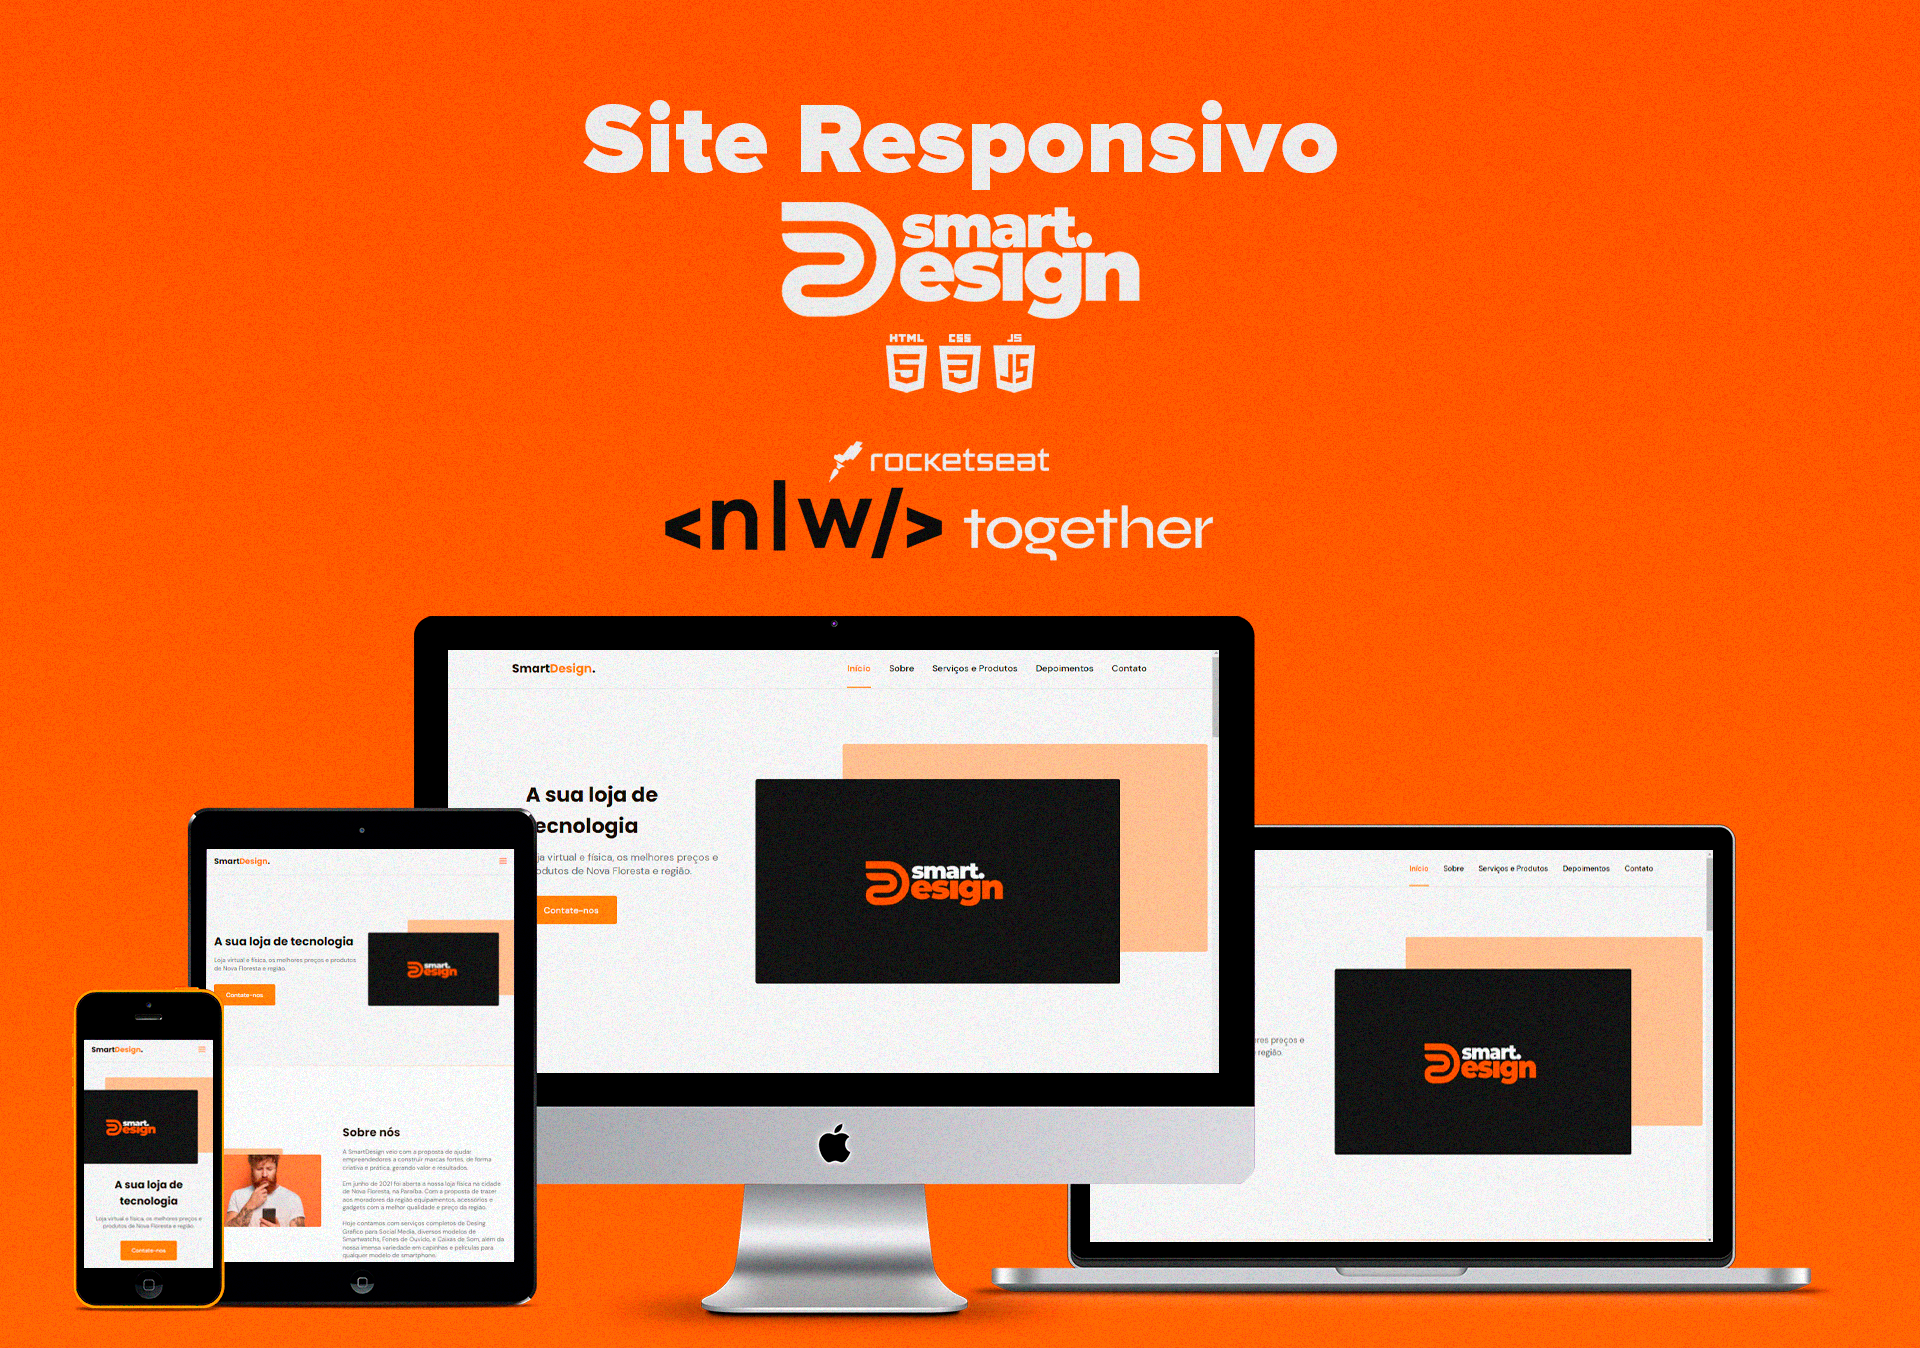 Site Responsivo
smart.
Design
HTML CSS JS
5 3 JS
rocketseat
<nlw/> together
SmartDesign.
Início Sobre Serviços e Produtos Depoimentos Contato
A sua loja de
ecnologia
virtual e física, os melhores preços e
de Nova Floresta e região.
Contate-nos
smart.
Design
Início Sobre Serviços e Produtos Depoimentos Contato
preços e
região.
smart.
Design
SmartDesign.
A sua loja de tecnologia
Loja virtual e física, os melhores preços e produtos
de Nova Floresta e região.
Contate-nos
smart.
Design
Sobre nós
A SmartDesign veio com a proposta de ajudar
empreendedores a construir marcas fortes, de forma
criativa e prática, gerando valor e resultados.
Em junho de 2021 foi aberta a nossa loja física na cidade
de Nova Floresta, na Paraíba. Com a proposta de trazer
aos moradores da região equipamentos, acessórios e
gadgets com a melhor qualidade e preço da região.
Hoje contamos com serviços completos de Desing
Gráfico para Social Media, diversos modelos de
Smartwatchs, Fones de Ouvido, e Caixas de Som, além da
nossa imensa variedade em capinhas e películas para
qualquer modelo de smartphone.
SmartDesign.
smart.
Design
A sua loja de
tecnologia
Loja virtual e física, os melhores preços e
produtos de Nova Floresta e região.
Contate-nos